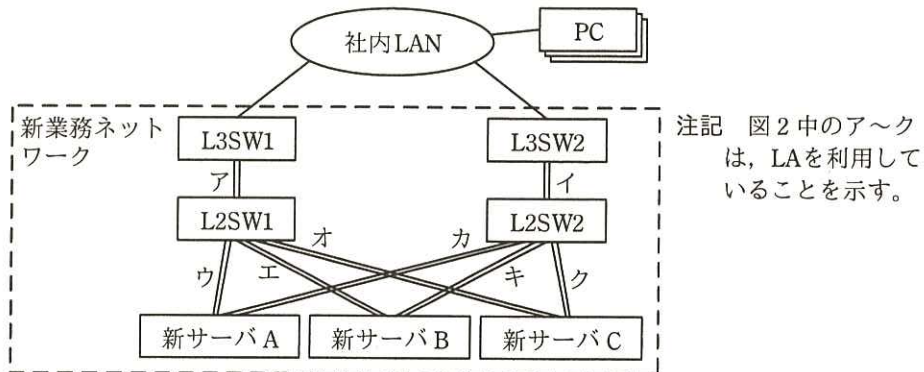 社内LAN
PC
新業務ネット
ワーク
L3SW1
L3SW2
注記 図2中のア～ク
は，LAを利用して
いることを示す。
ア
イ
L2SW1
L2SW2
ウ
エ
オ
カ
キ
ク
新サーバA
新サーバB
新サーバC